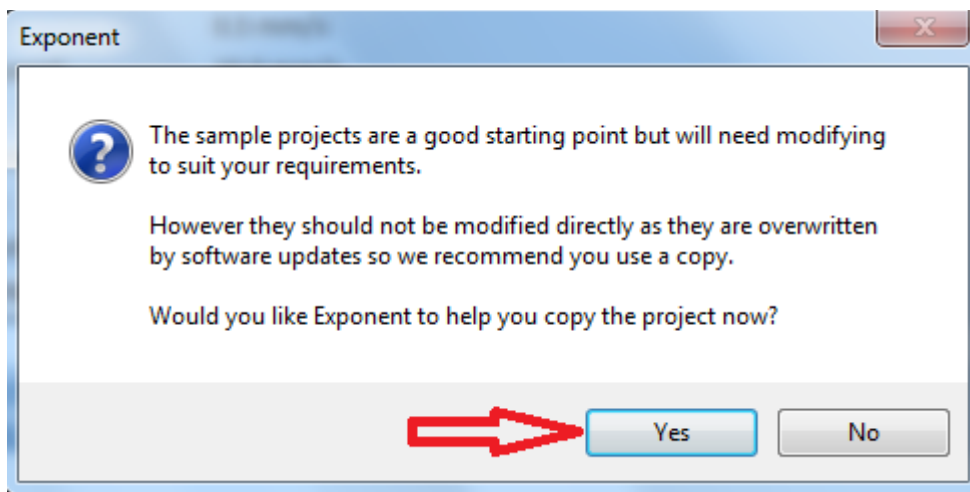 Exponent
The sample projects are a good starting point but will need modifying
to suit your requirements.
However they should not be modified directly as they are overwritten
by software updates so we recommend you use a copy.
Would you like Exponent to help you copy the project now?
Yes
No